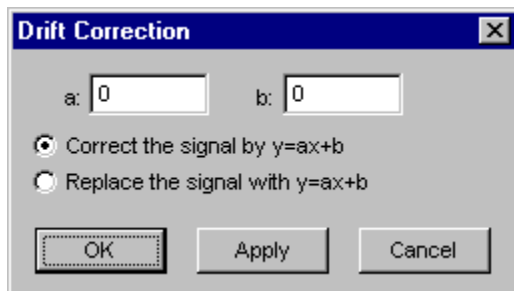 Drift Correction
a: 0 b: 0
Correct the signal by y=ax+b
Replace the signal with y=ax+b
OK Apply Cancel